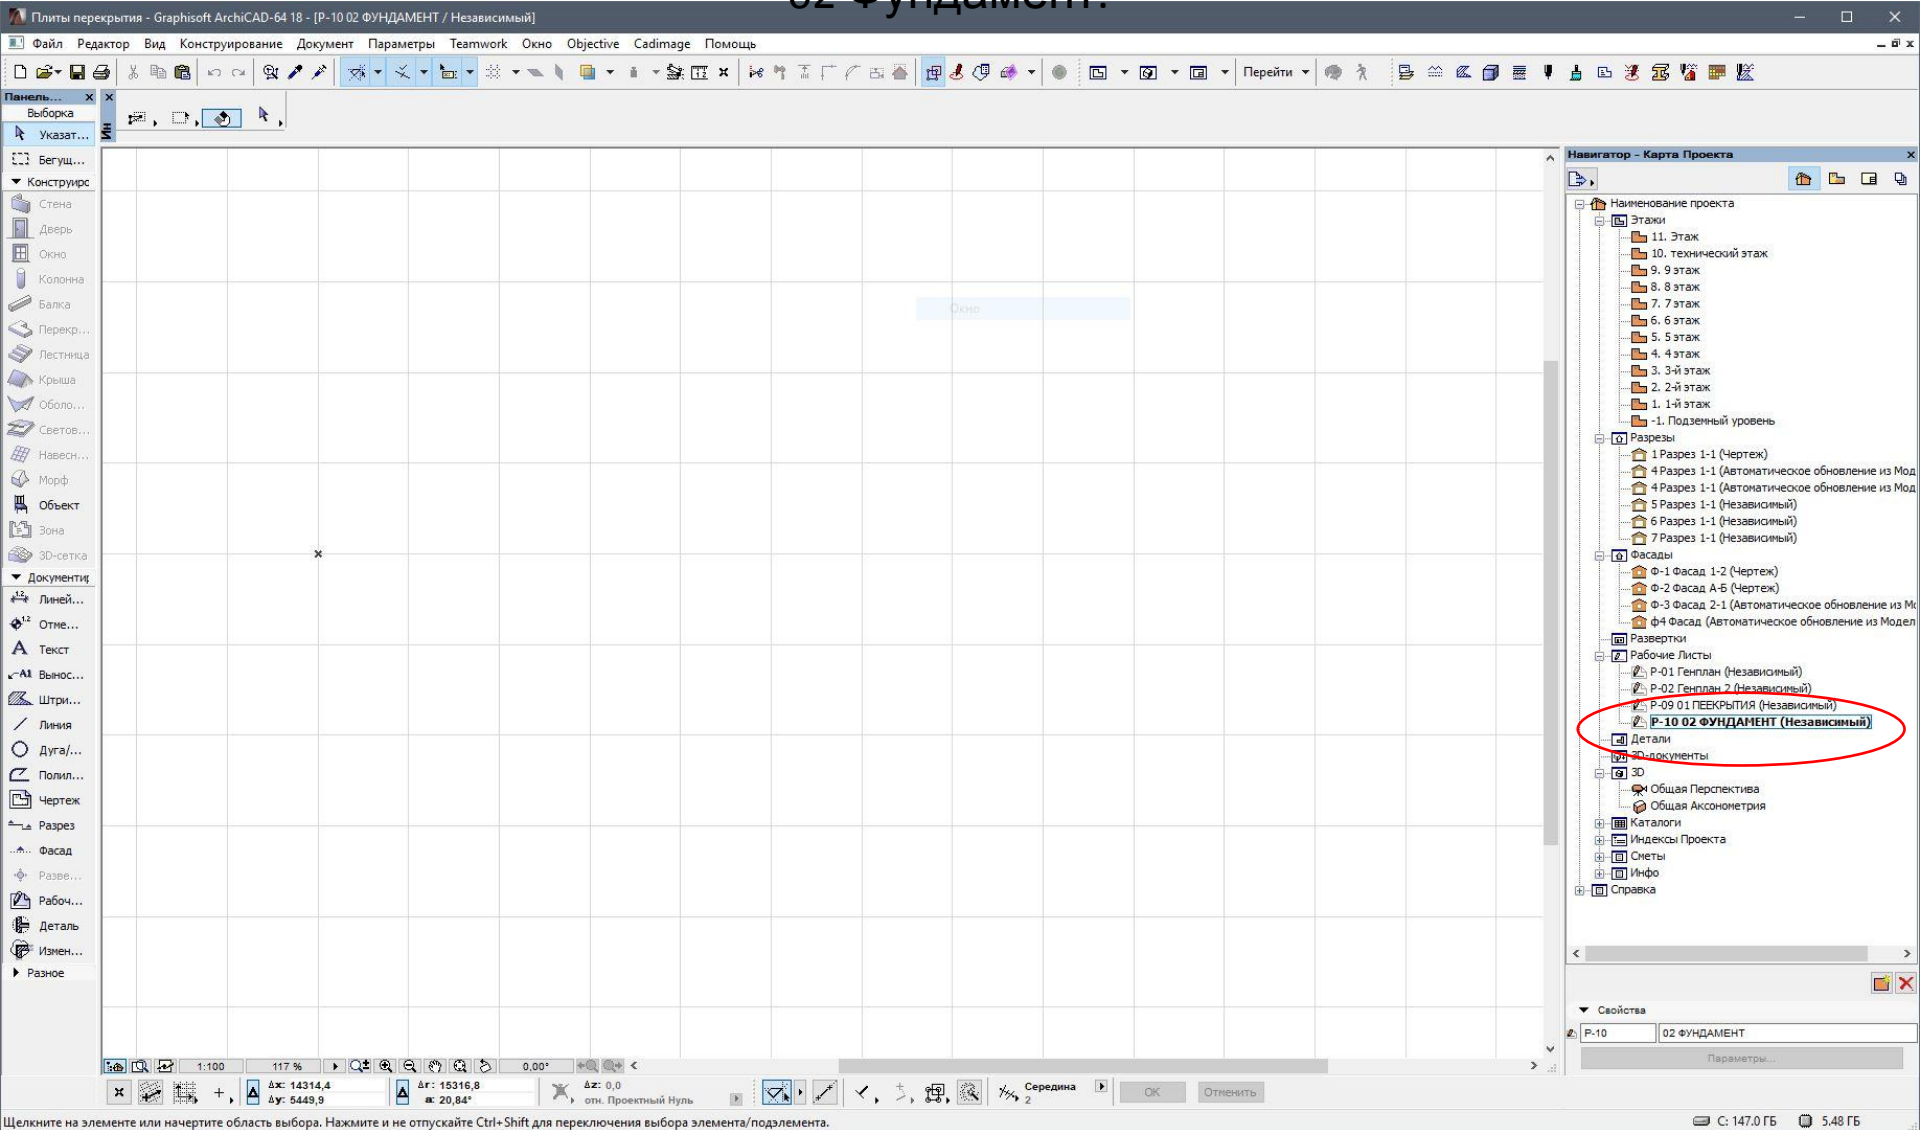 02 Фундамент.
Плиты перекрытия - Graphisoft ArchiCAD-64 18 - [Р-10 02 ФУНДАМЕНТ / Независимый]
Файл Редактор Вид Конструирование Документ Параметры Teamwork Окно Objective Cadimage Помощь
Перейти
Панель...
Выборка
Указат...
Бегущ...
Конструирс
Стена
Дверь
Окно
Колонна
Балка
Перекр...
Лестница
Крыша
Оболо...
Светов...
Навесн...
Морф
Объект
Зона
3D-сетка
Документир
Линей...
Отме...
Текст
Вынос...
Штри...
Линия
Дуга/...
Полил...
Чертеж
Разрез
Фасад
Разве...
Рабоч...
Деталь
Измен...
Разное
Ин
Окно
Навигатор - Карта Проекта
Наименование проекта
Этажи
11. Этаж
10. технический этаж
9. 9 этаж
8. 8 этаж
7. 7 этаж
6. 6 этаж
5. 5 этаж
4. 4 этаж
3. 3-й этаж
2. 2-й этаж
1. 1-й этаж
-1. Подземный уровень
Разрезы
1 Разрез 1-1 (Чертеж)
4 Разрез 1-1 (Автоматическое обновление из Мод
4 Разрез 1-1 (Автоматическое обновление из Мод
5 Разрез 1-1 (Независимый)
6 Разрез 1-1 (Независимый)
7 Разрез 1-1 (Независимый)
Фасады
Ф-1 Фасад 1-2 (Чертеж)
Ф-2 Фасад А-Б (Чертеж)
Ф-3 Фасад 2-1 (Автоматическое обновление из Мо
ф4 Фасад (Автоматическое обновление из Модел
Развертки
Рабочие Листы
Р-01 Генплан (Независимый)
Р-02 Генплан 2 (Независимый)
Р-09 01 ПЕЕКРЫТИЯ (Независимый)
Р-10 02 ФУНДАМЕНТ (Независимый)
Детали
3D-документы
3D
Общая Перспектива
Общая Аксонометрия
Каталоги
Индексы Проекта
Сметы
Инфо
Справка
Свойства
Р-10 02 ФУНДАМЕНТ
Параметры...
1:100 117 % 0,00°
Δx: 14314,4 Δr: 15316,8 Δz: 0,0
Δy: 5449,9 a: 20,84° отн. Проектный Нуль
Середина
2
ОК Отменить
Щелкните на элементе или начертите область выбора. Нажмите и не отпускайте Ctrl+Shift для переключения выбора элемента/подэлемента.
C: 147.0 ГБ 5.48 ГБ